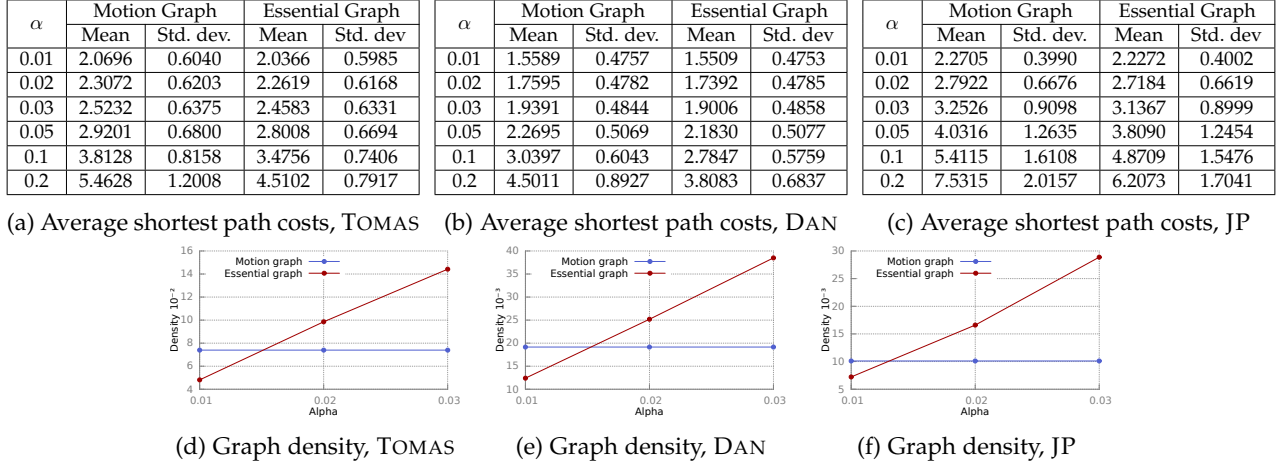 α Motion Graph Essential Graph
Mean Std. dev. Mean Std. dev
0.01 2.0696 0.6040 2.0366 0.5985
0.02 2.3072 0.6203 2.2619 0.6168
0.03 2.5232 0.6375 2.4583 0.6331
0.05 2.9201 0.6800 2.8008 0.6694
0.1 3.8128 0.8158 3.4756 0.7406
0.2 5.4628 1.2008 4.5102 0.7917
(a) Average shortest path costs, TOMAS
α Motion Graph Essential Graph
Mean Std. dev. Mean Std. dev
0.01 1.5589 0.4757 1.5509 0.4753
0.02 1.7595 0.4782 1.7392 0.4785
0.03 1.9391 0.4844 1.9006 0.4858
0.05 2.2695 0.5069 2.1830 0.5077
0.1 3.0397 0.6043 2.7847 0.5759
0.2 4.5011 0.8927 3.8083 0.6837
(b) Average shortest path costs, DAN
α Motion Graph Essential Graph
Mean Std. dev. Mean Std. dev
0.01 2.2705 0.3990 2.2272 0.4002
0.02 2.7922 0.6676 2.7184 0.6619
0.03 3.2526 0.9098 3.1367 0.8999
0.05 4.0316 1.2635 3.8090 1.2454
0.1 5.4115 1.6108 4.8709 1.5476
0.2 7.5315 2.0157 6.2073 1.7041
(c) Average shortest path costs, JP
16
14
12
10
8
6
4
Density 10⁻²
Motion graph
Essential graph
0.01 0.02 0.03
Alpha
(d) Graph density, TOMAS
40
35
30
25
20
15
10
Density 10⁻³
Motion graph
Essential graph
0.01 0.02 0.03
Alpha
(e) Graph density, DAN
30
25
20
15
10
5
Density 10⁻³
Motion graph
Essential graph
0.01 0.02 0.03
Alpha
(f) Graph density, JP